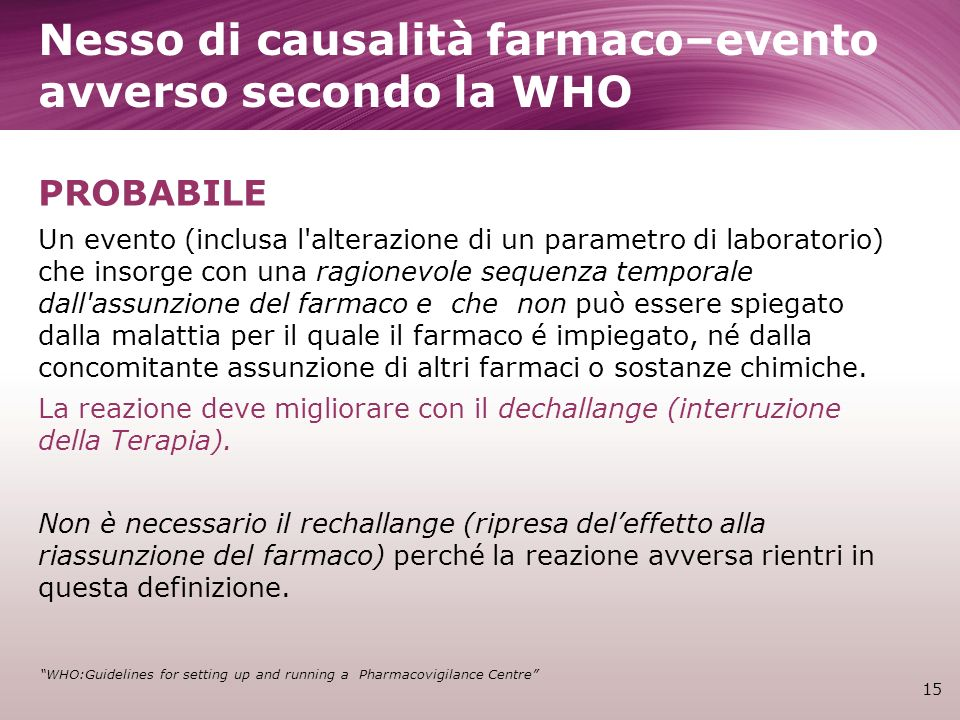 Nesso di causalità farmaco–evento
avverso secondo la WHO
PROBABILE
Un evento (inclusa l'alterazione di un parametro di laboratorio)
che insorge con una ragionevole sequenza temporale
dall'assunzione del farmaco e  che  non può essere spiegato
dalla malattia per il quale il farmaco é impiegato, né dalla
concomitante assunzione di altri farmaci o sostanze chimiche.
La reazione deve migliorare con il dechallange (interruzione
della Terapia).
Non è necessario il rechallange (ripresa del’effetto alla
riassunzione del farmaco) perché la reazione avversa rientri in
questa definizione.
“WHO:Guidelines for setting up and running a  Pharmacovigilance Centre”
15